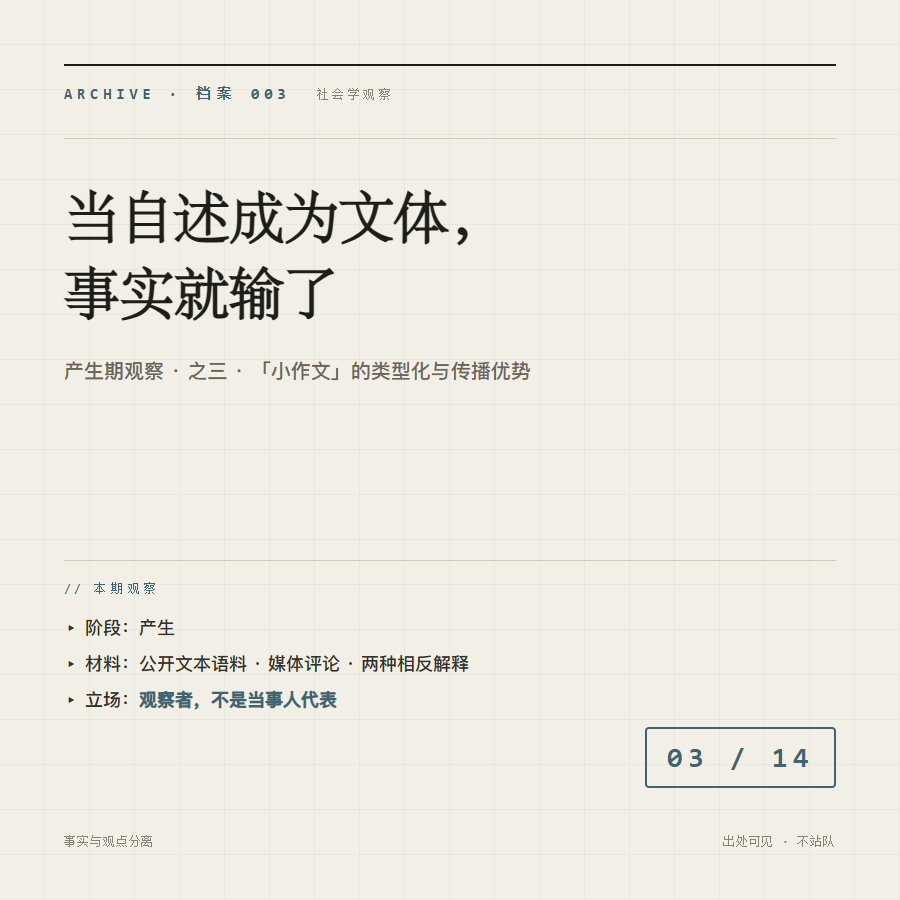 ARCHIVE · 档案 003 社会学观察
当自述成为文体，
事实就输了
产生期观察 · 之三 · 「小作文」的类型化与传播优势
// 本期观察
▸ 阶段：产生
▸ 材料：公开文本语料 · 媒体评论 · 两种相反解释
▸ 立场：观察者，不是当事人代表
03 / 14
事实与观点分离
出处可见 · 不站队